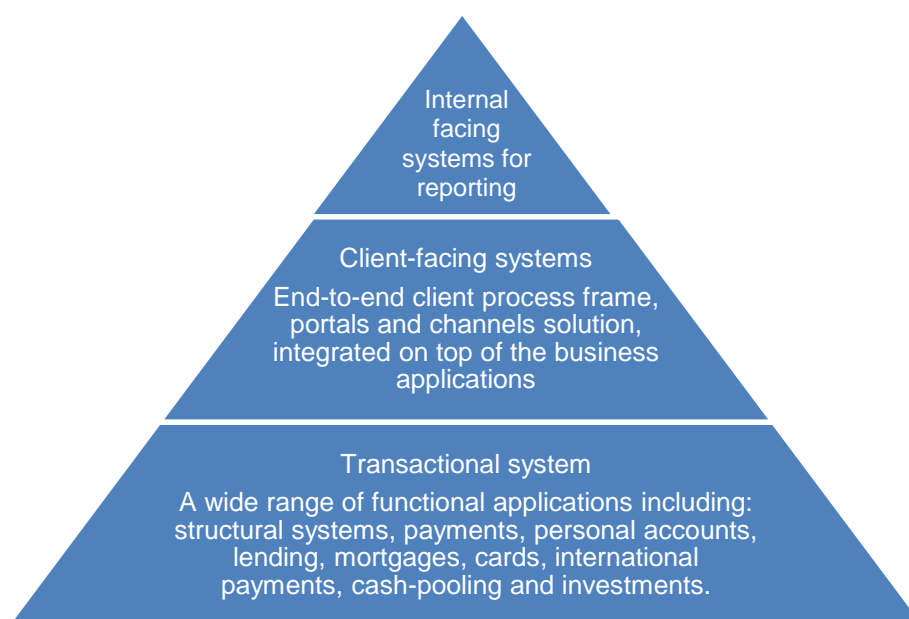 Internal
facing
systems for
reporting
Client-facing systems
End-to-end client process frame,
portals and channels solution,
integrated on top of the business
applications
Transactional system
A wide range of functional applications including:
structural systems, payments, personal accounts,
lending, mortgages, cards, international
payments, cash-pooling and investments.